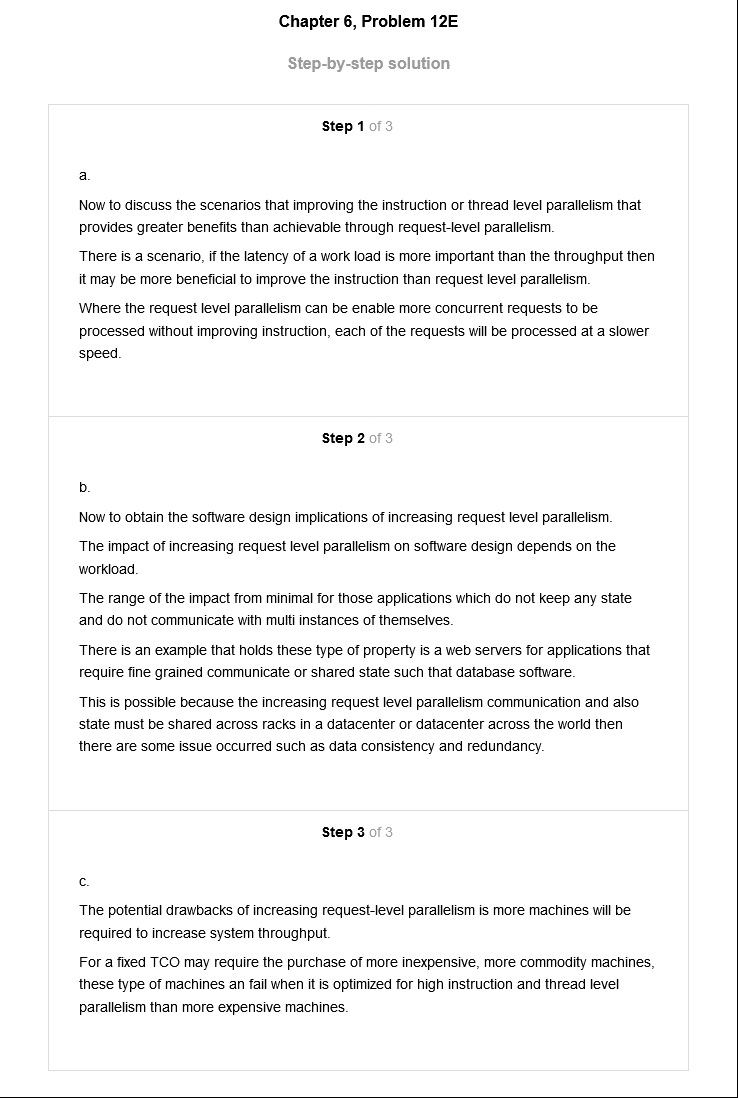 Chapter 6, Problem 12E
Step-by-step solution
Step 1 of 3
a.
Now to discuss the scenarios that improving the instruction or thread level parallelism that
provides greater benefits than achievable through request-level parallelism.
There is a scenario, if the latency of a work load is more important than the throughput then
it may be more beneficial to improve the instruction than request level parallelism.
Where the request level parallelism can be enable more concurrent requests to be
processed without improving instruction, each of the requests will be processed at a slower
speed.
Step 2 of 3
b.
Now to obtain the software design implications of increasing request level parallelism.
The impact of increasing request level parallelism on software design depends on the
workload.
The range of the impact from minimal for those applications which do not keep any state
and do not communicate with multi instances of themselves.
There is an example that holds these type of property is a web servers for applications that
require fine grained communicate or shared state such that database software.
This is possible because the increasing request level parallelism communication and also
state must be shared across racks in a datacenter or datacenter across the world then
there are some issue occurred such as data consistency and redundancy.
Step 3 of 3
c.
The potential drawbacks of increasing request-level parallelism is more machines will be
required to increase system throughput.
For a fixed TCO may require the purchase of more inexpensive, more commodity machines,
these type of machines an fail when it is optimized for high instruction and thread level
parallelism than more expensive machines.